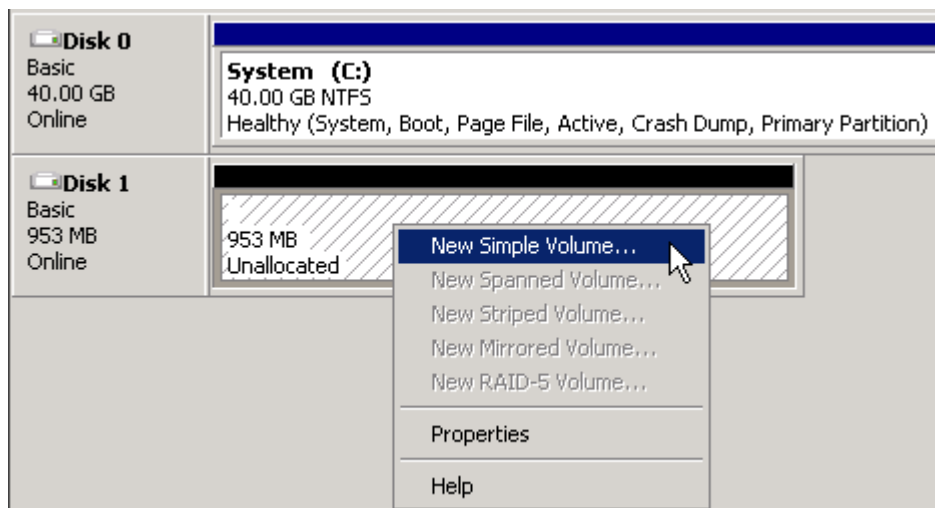 Disk 0
Basic
40.00 GB
Online
System (C:)
40.00 GB NTFS
Healthy (System, Boot, Page File, Active, Crash Dump, Primary Partition)
Disk 1
Basic
953 MB
Online
953 MB
Unallocated
New Simple Volume...
New Spanned Volume...
New Striped Volume...
New Mirrored Volume...
New RAID-5 Volume...
Properties
Help